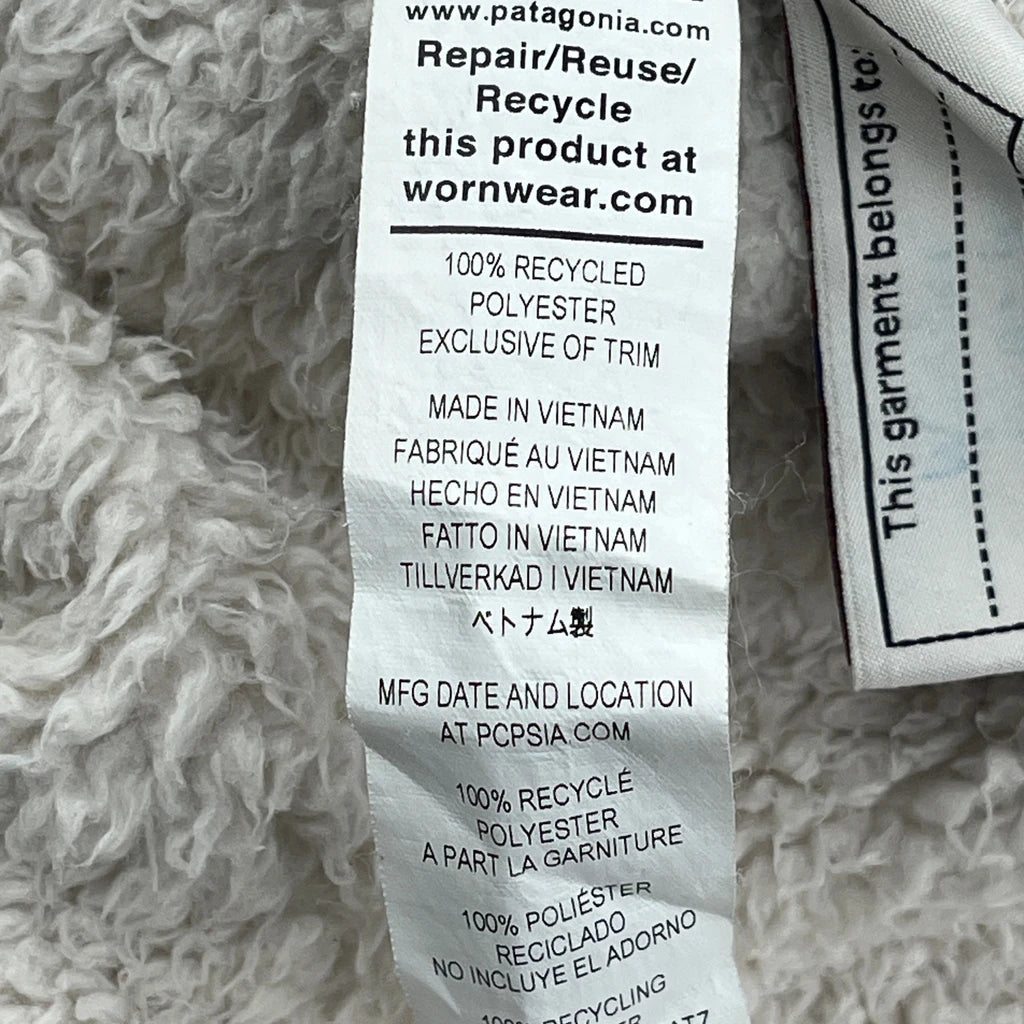 www.patagonia.com
Repair/Reuse/
Recycle
this product at
wornwear.com
100% RECYCLED
POLYESTER
EXCLUSIVE OF TRIM
MADE IN VIETNAM
FABRIQUÉ AU VIETNAM
HECHO EN VIETNAM
FATTO IN VIETNAM
TILLVERKAD I VIETNAM
ベトナム製
MFG DATE AND LOCATION
AT PCPSIA.COM
100% RECYCLÉ
POLYESTER
A PART LA GARNITURE
100% POLIÉSTER
RECICLADO
NO INCLUYE EL ADORNO
This garment belongs to: